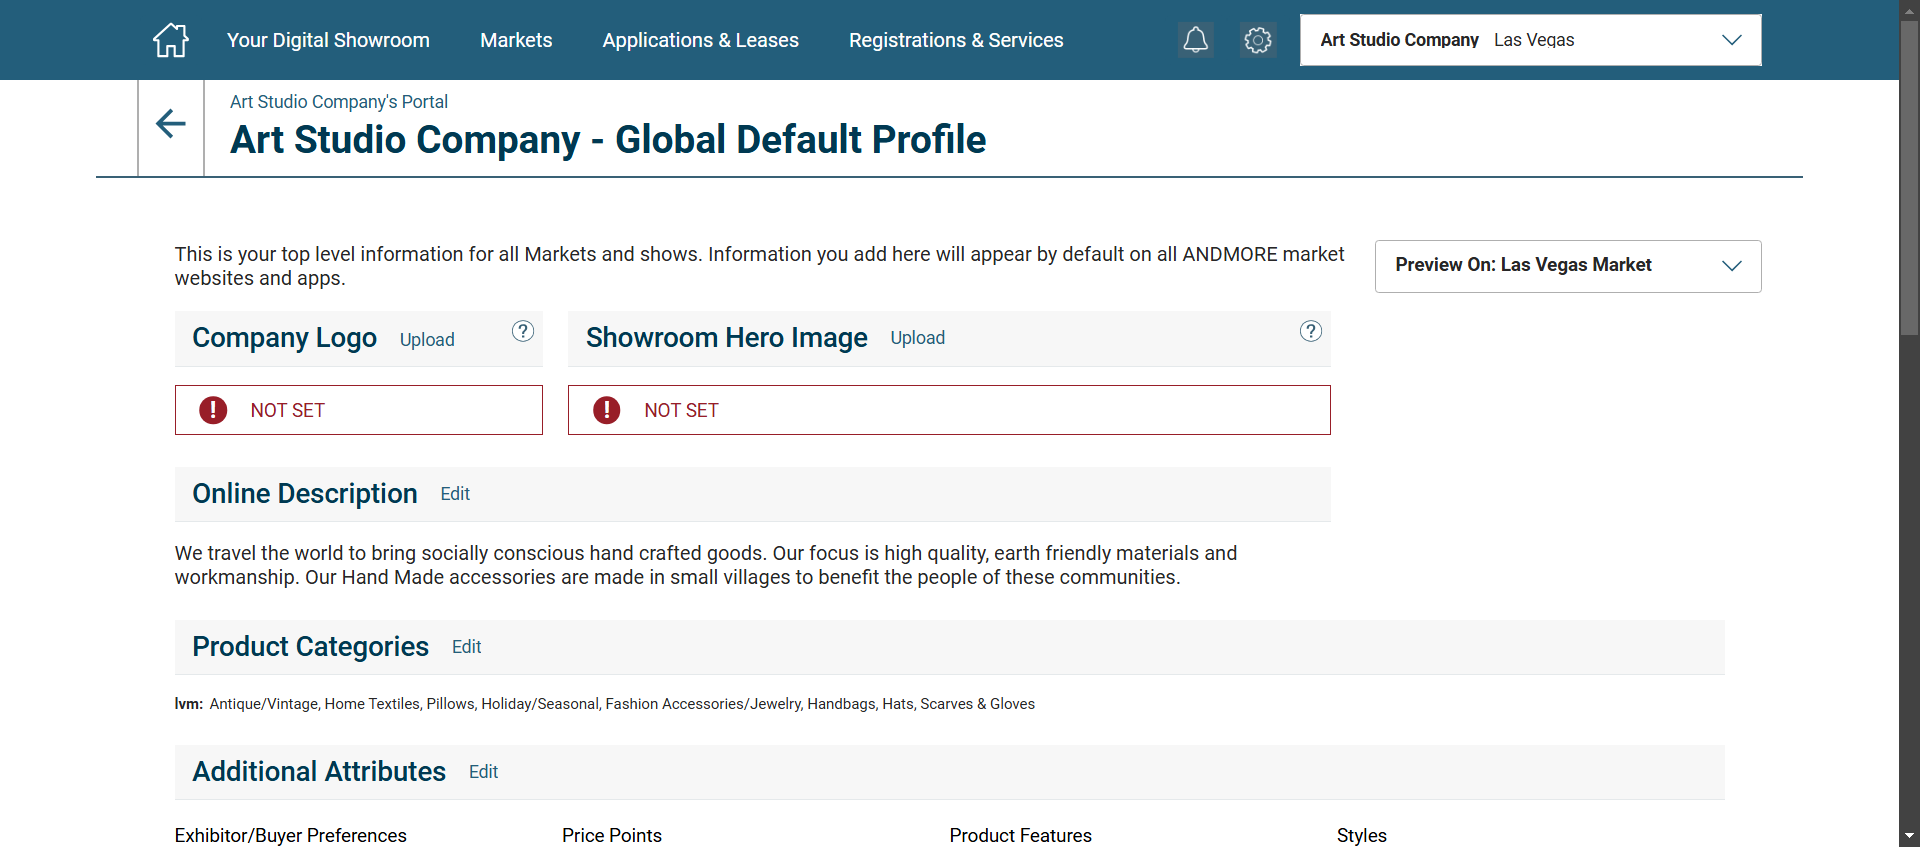 Your Digital Showroom Markets Applications & Leases Registrations & Services Art Studio Company Las Vegas
Art Studio Company's Portal
Art Studio Company - Global Default Profile
This is your top level information for all Markets and shows. Information you add here will appear by default on all ANDMORE market
websites and apps.
Preview On: Las Vegas Market
Company Logo Upload ? Showroom Hero Image Upload ?
! NOT SET ! NOT SET
Online Description Edit
We travel the world to bring socially conscious hand crafted goods. Our focus is high quality, earth friendly materials and
workmanship. Our Hand Made accessories are made in small villages to benefit the people of these communities.
Product Categories Edit
lvm: Antique/Vintage, Home Textiles, Pillows, Holiday/Seasonal, Fashion Accessories/Jewelry, Handbags, Hats, Scarves & Gloves
Additional Attributes Edit
Exhibitor/Buyer Preferences Price Points Product Features Styles